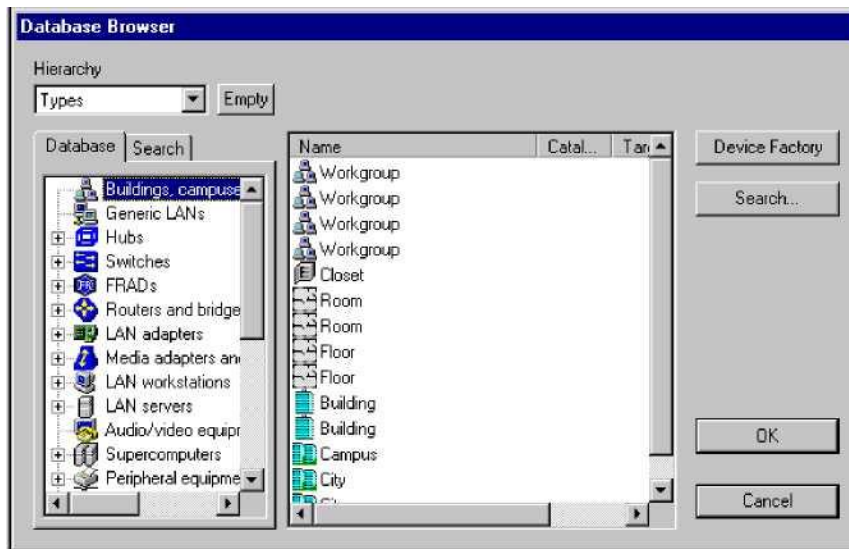 Database Browser
Hierarchy
Types
Empty
Database
Search
Buildings, campuse
Generic LANs
Hubs
Switches
FRADs
Routers and bridge
LAN adapters
Media adapters an
LAN workstations
LAN servers
Audio/video equipr
Supercomputers
Peripheral equipme
Name Catal... Tar
Workgroup
Workgroup
Workgroup
Workgroup
Closet
Room
Room
Floor
Floor
Building
Building
Campus
City
Device Factory
Search...
OK
Cancel